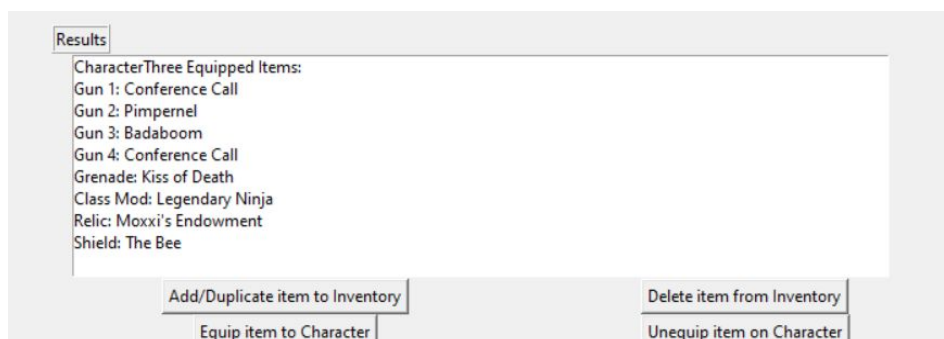 Results
CharacterThree Equipped Items:
Gun 1: Conference Call
Gun 2: Pimpernel
Gun 3: Badaboom
Gun 4: Conference Call
Grenade: Kiss of Death
Class Mod: Legendary Ninja
Relic: Moxxi's Endowment
Shield: The Bee
Add/Duplicate item to Inventory
Delete item from Inventory
Equip item to Character
Unequip item on Character